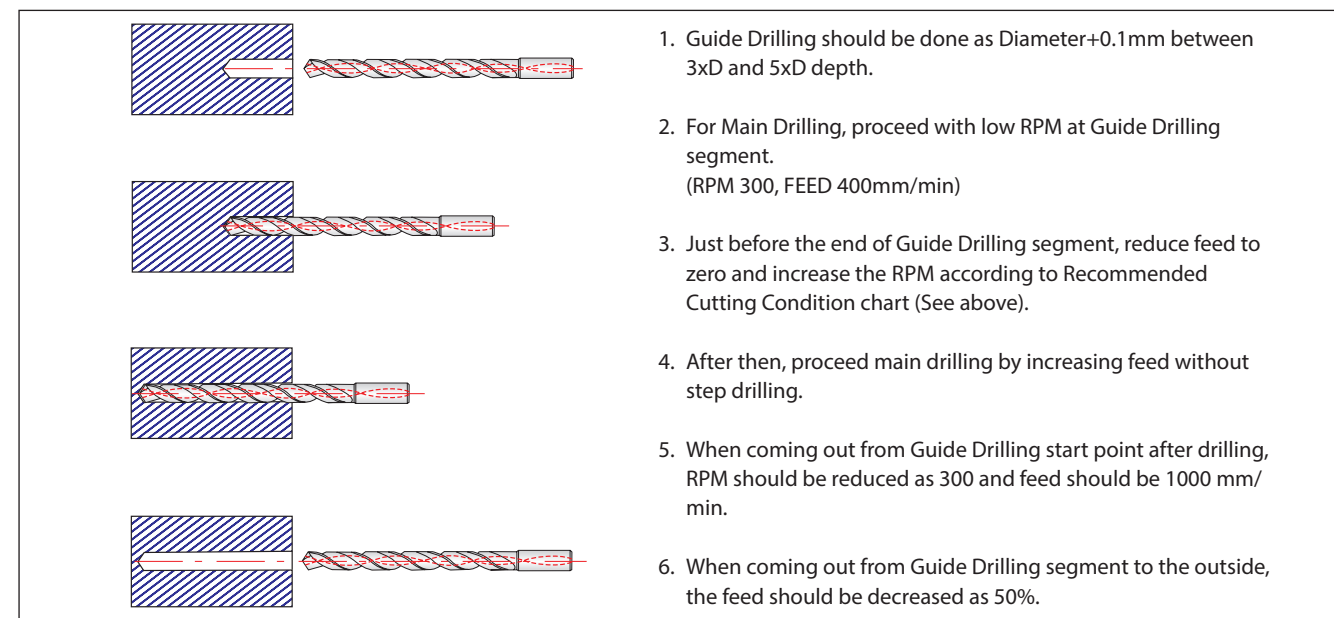 1. Guide Drilling should be done as Diameter+0.1mm between
3xD and 5xD depth.
2. For Main Drilling, proceed with low RPM at Guide Drilling
segment.
(RPM 300, FEED 400mm/min)
3. Just before the end of Guide Drilling segment, reduce feed to
zero and increase the RPM according to Recommended
Cutting Condition chart (See above).
4. After then, proceed main drilling by increasing feed without
step drilling.
5. When coming out from Guide Drilling start point after drilling,
RPM should be reduced as 300 and feed should be 1000 mm/
min.
6. When coming out from Guide Drilling segment to the outside,
the feed should be decreased as 50%.